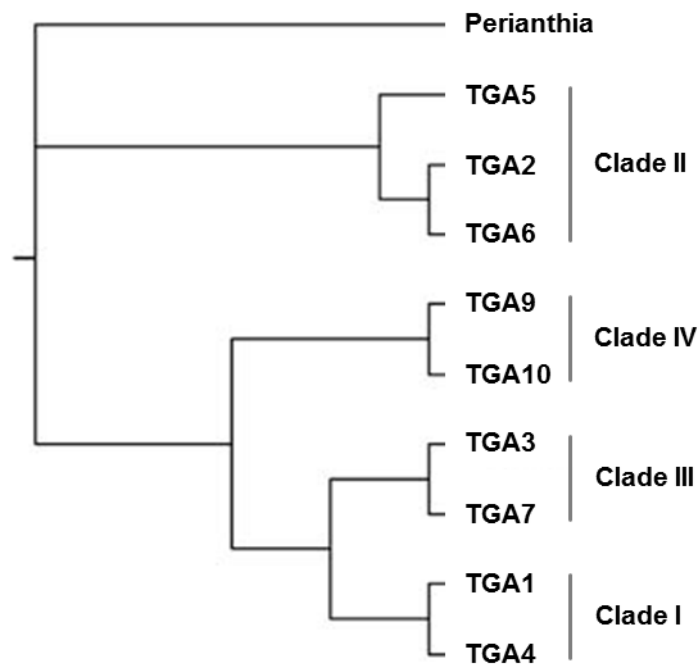 Perianthia
TGA5
TGA2
Clade II
TGA6
TGA9
Clade IV
TGA10
TGA3
Clade III
TGA7
TGA1
Clade I
TGA4